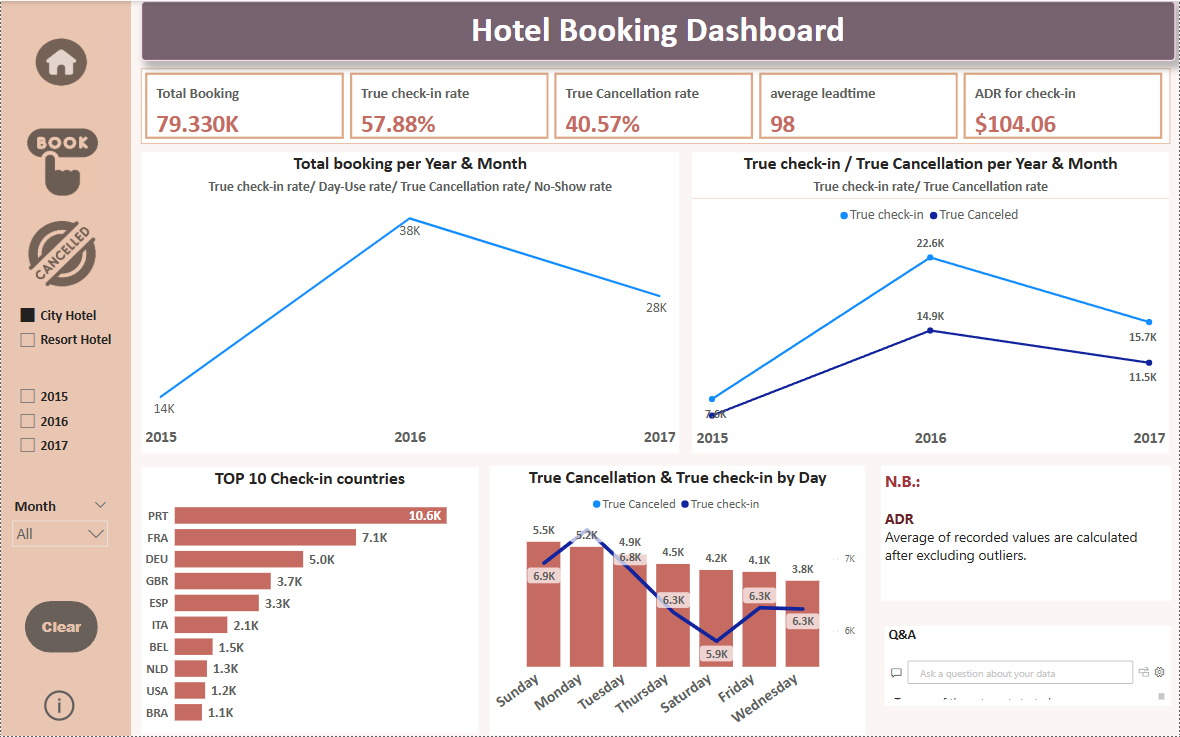 Hotel Booking Dashboard
BOOK
CANCELLED
City Hotel
Resort Hotel
2015
2016
2017
Month
All
Clear
i
Total Booking
79.330K
True check-in rate
57.88%
True Cancellation rate
40.57%
average leadtime
98
ADR for check-in
$104.06
Total booking per Year & Month
True check-in rate/ Day-Use rate/ True Cancellation rate/ No-Show rate
38K
28K
14K
2015 2016 2017
True check-in / True Cancellation per Year & Month
True check-in rate/ True Cancellation rate
True check-in True Canceled
22.6K
14.9K
15.7K
11.5K
2015 2016 2017
TOP 10 Check-in countries
PRT 10.6K
FRA 7.1K
DEU 5.0K
GBR 3.7K
ESP 3.3K
ITA 2.1K
BEL 1.5K
NLD 1.3K
USA 1.2K
BRA 1.1K
True Cancellation & True check-in by Day
True Canceled True check-in
5.5K 5.2K 4.9K 4.5K 4.2K 4.1K 3.8K
6.9K 6.8K 6.3K 5.9K 6.3K 6.3K
7K
6K
Sunday Monday Tuesday Thursday Saturday Friday Wednesday
N.B.:
ADR
Average of recorded values are calculated
after excluding outliers.
Q&A
Ask a question about your data